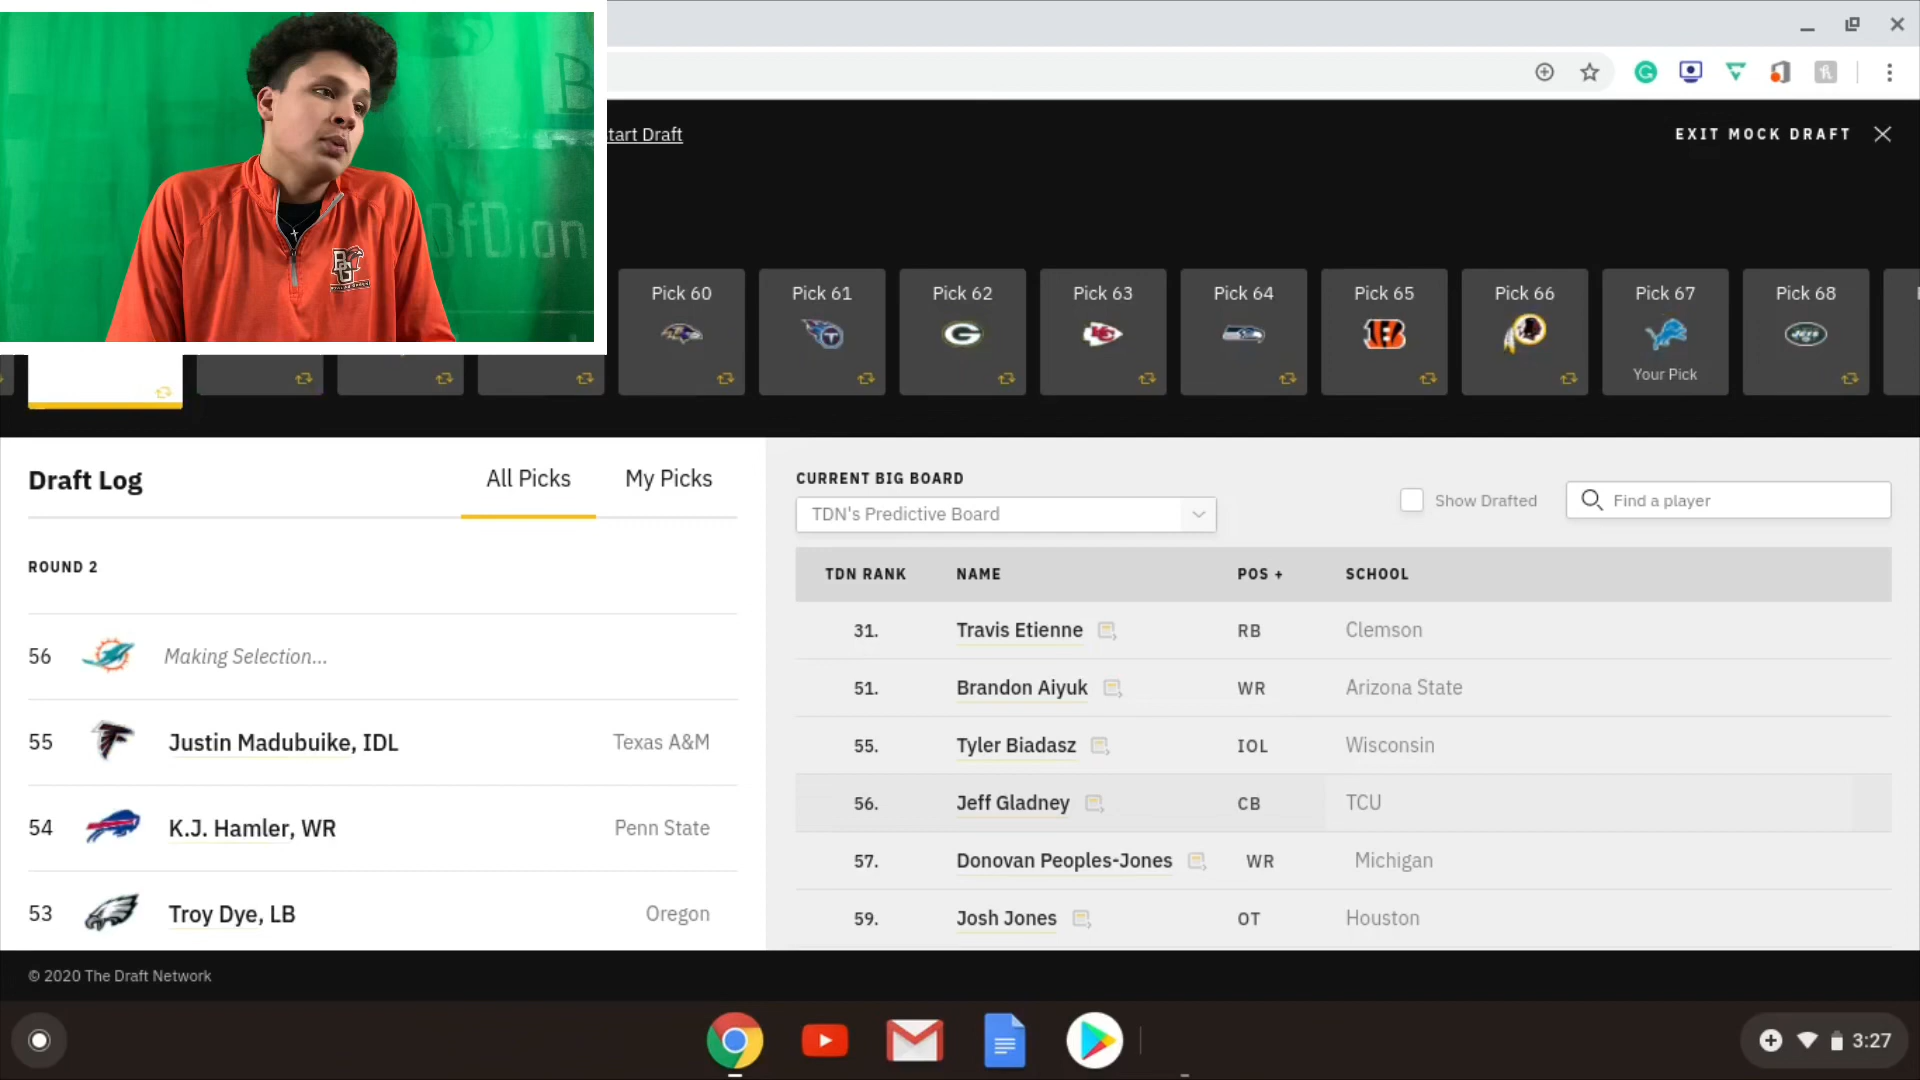 tart Draft
EXIT MOCK DRAFT
OfDion
BG
Pick 60
Pick 61
Pick 62
Pick 63
Pick 64
Pick 65
Pick 66
Pick 67
Pick 68
Your Pick
Draft Log
All Picks
My Picks
ROUND 2
56 Making Selection...
55 Justin Madubuike, IDL Texas A&M
54 K.J. Hamler, WR Penn State
53 Troy Dye, LB Oregon
CURRENT BIG BOARD
TDN's Predictive Board
Show Drafted
Find a player
TDN RANK NAME POS + SCHOOL
31. Travis Etienne RB Clemson
51. Brandon Aiyuk WR Arizona State
55. Tyler Biadasz IOL Wisconsin
56. Jeff Gladney CB TCU
57. Donovan Peoples-Jones WR Michigan
59. Josh Jones OT Houston
© 2020 The Draft Network
3:27